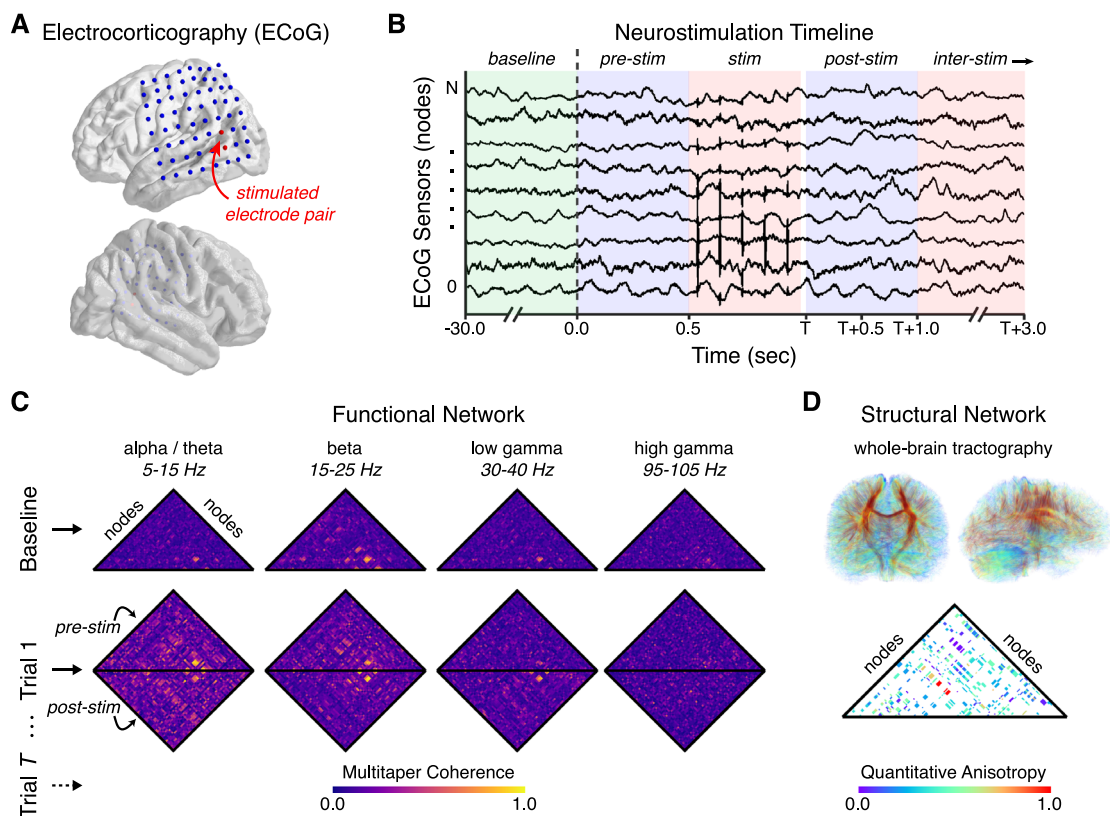 A
Electrocorticography (ECoG)
stimulated
electrode pair
B
Neurostimulation Timeline
baseline
pre-stim
stim
post-stim
inter-stim
ECoG Sensors (nodes)
N
0
-30.0
0.0
0.5
T
T+0.5
T+1.0
T+3.0
Time (sec)
C
Functional Network
alpha / theta
5-15 Hz
beta
15-25 Hz
low gamma
30-40 Hz
high gamma
95-105 Hz
Baseline
nodes
nodes
Trial 1
pre-stim
post-stim
...
Trial T
Multitaper Coherence
0.0
1.0
D
Structural Network
whole-brain tractography
nodes
nodes
Quantitative Anisotropy
0.0
1.0